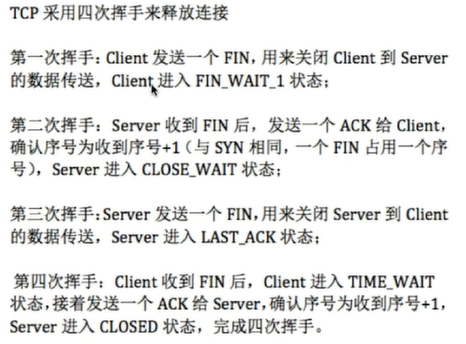 TCP 采用四次挥手来释放连接
第一次挥手：Client 发送一个 FIN，用来关闭 Client 到 Server
的数据传送，Client 进入 FIN_WAIT_1 状态；
第二次挥手：Server 收到 FIN 后，发送一个 ACK 给 Client，
确认序号为收到序号+1（与 SYN 相同，一个 FIN 占用一个序
号），Server 进入 CLOSE_WAIT 状态；
第三次挥手：Server 发送一个 FIN，用来关闭 Server 到 Client
的数据传送，Server 进入 LAST_ACK 状态；
第四次挥手：Client 收到 FIN 后，Client 进入 TIME_WAIT
状态，接着发送一个 ACK 给 Server，确认序号为收到序号+1，
Server 进入 CLOSED 状态，完成四次挥手。